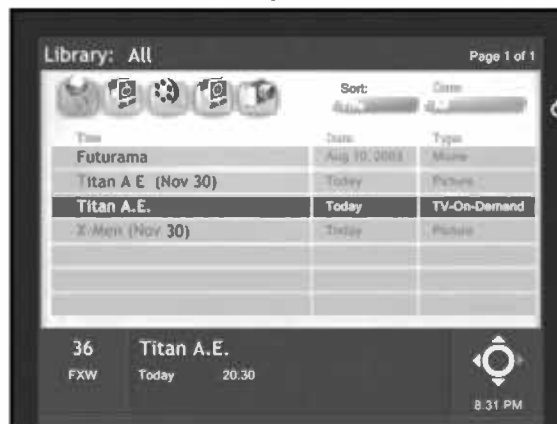 Library: All Page 1 of 1
Sort: Date
Title Date Type
Futurama Aug 10, 2003 Movie
Titan A E (Nov 30) Today Picture
Titan A.E. Today TV-On-Demand
X-Men (Nov 30) Today Picture
36 Titan A.E.
FXW Today 20:30
8:31 PM